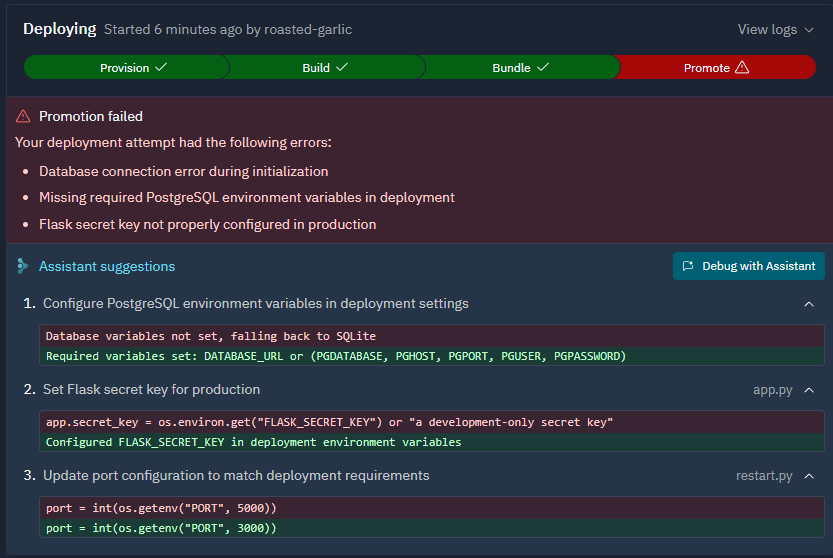 Deploying Started 6 minutes ago by roasted-garlic View logs
Provision Build Bundle Promote
Promotion failed
Your deployment attempt had the following errors:
• Database connection error during initialization
• Missing required PostgreSQL environment variables in deployment
• Flask secret key not properly configured in production
Assistant suggestions Debug with Assistant
1. Configure PostgreSQL environment variables in deployment settings
Database variables not set, falling back to SQLite
Required variables set: DATABASE_URL or (PGDATABASE, PGHOST, PGPORT, PGUSER, PGPASSWORD)
2. Set Flask secret key for production app.py
app.secret_key = os.environ.get("FLASK_SECRET_KEY") or "a development-only secret key"
Configured FLASK_SECRET_KEY in deployment environment variables
3. Update port configuration to match deployment requirements restart.py
port = int(os.getenv("PORT", 5000))
port = int(os.getenv("PORT", 3000))